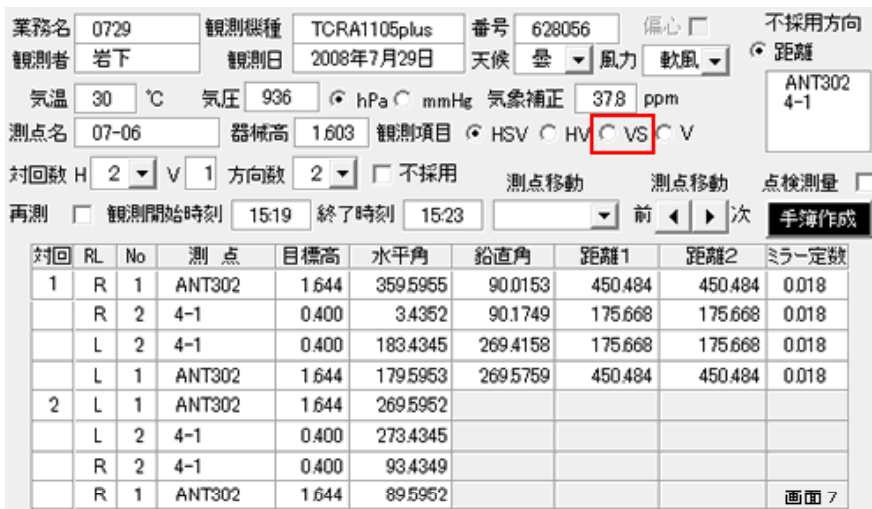 業務名 0729 観測機種 TCRA1105plus 番号 628056 偏心 不採用方向
観測者 岩下 観測日 2008年7月29日 天候 曇 風力 軟風 距離
気温 30 ℃ 気圧 936 hPa mmHg 気象補正 37.8 ppm ANT302
4-1
測点名 07-06 器械高 1.603 観測項目 HSV HV VS V
対回数 H 2 V 1 方向数 2 不採用 測点移動 測点移動 点検測量
再測 観測開始時刻 15:19 終了時刻 15:23 前 次 手簿作成
対回 RL No 測 点 目標高 水平角 鉛直角 距離1 距離2 ミラー定数
1 R 1 ANT302 1.644 359.5955 90.0153 450.484 450.484 0.018
R 2 4-1 0.400 3.4352 90.1749 175.668 175.668 0.018
L 2 4-1 0.400 183.4345 269.4158 175.668 175.668 0.018
L 1 ANT302 1.644 179.5953 269.5759 450.484 450.484 0.018
2 L 1 ANT302 1.644 269.5952
L 2 4-1 0.400 273.4345
R 2 4-1 0.400 93.4349
R 1 ANT302 1.644 89.5952
画面 7